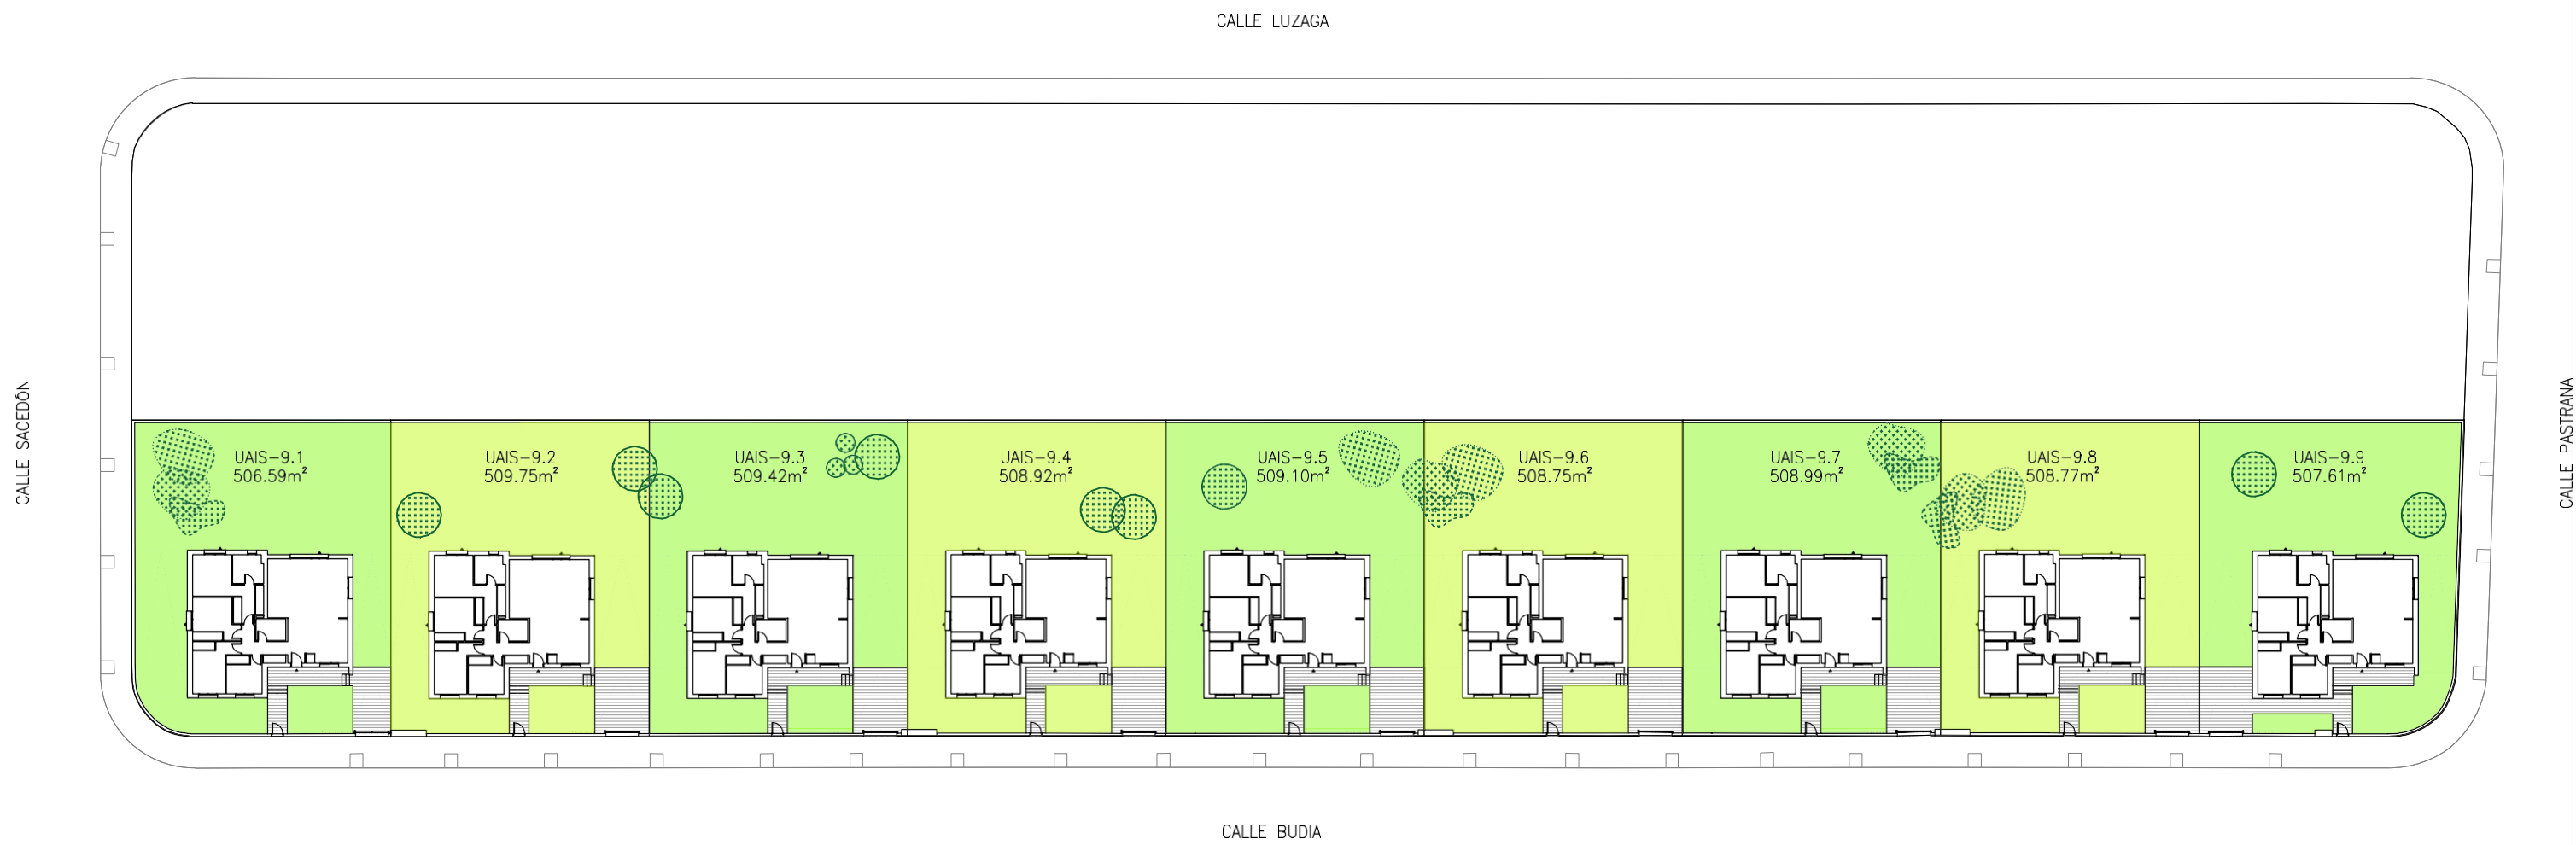 CALLE LUZAGA
CALLE SACEDÓN
CALLE PASTRANA
UAIS-9.1
506.59m²
UAIS-9.2
509.75m²
UAIS-9.3
509.42m²
UAIS-9.4
508.92m²
UAIS-9.5
509.10m²
UAIS-9.6
508.75m²
UAIS-9.7
508.99m²
UAIS-9.8
508.77m²
UAIS-9.9
507.61m²
CALLE BUDIA